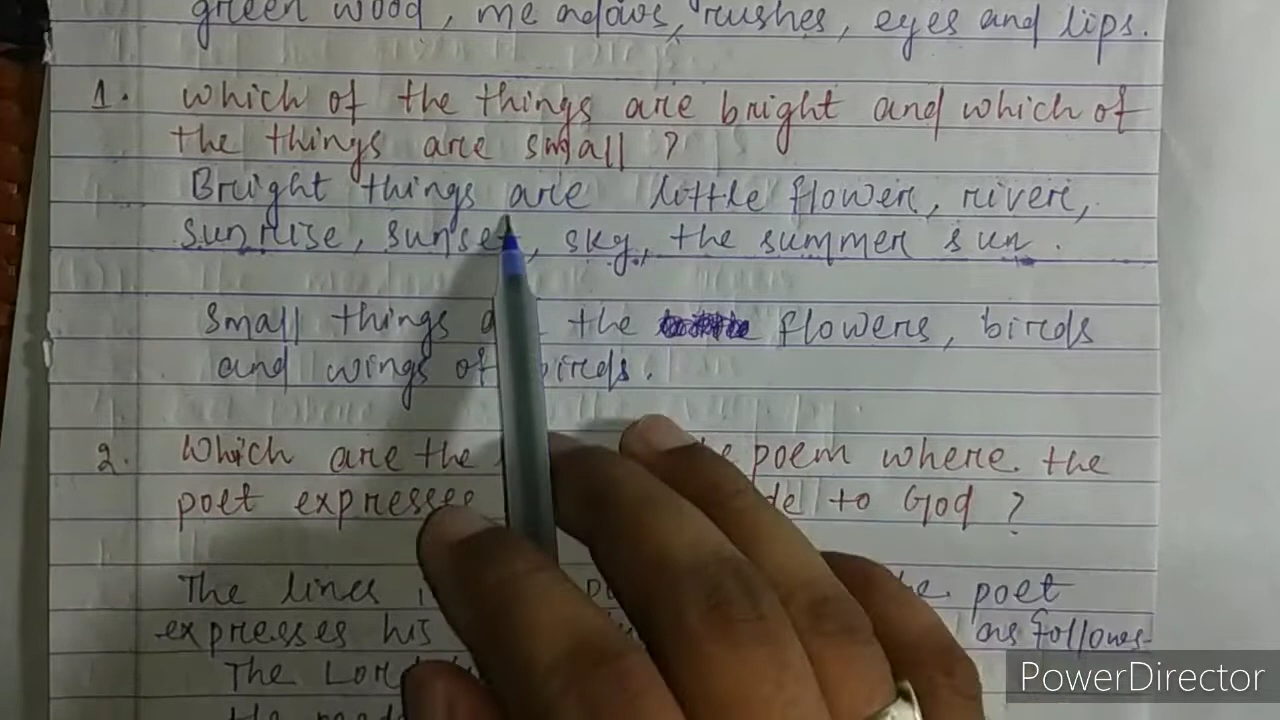 green wood, meadows, rushes, eyes and lips.
1. Which of the things are bright and which of
the things are small?
Bright things are little flower, river,
sunrise, sunset, sky, the summer sun.
Small things the flowers, birds
and wings of birds.
2. Which are the poem where the
poet expresses to God?
The lines poet
expresses his as follows-
The Lord
PowerDirector